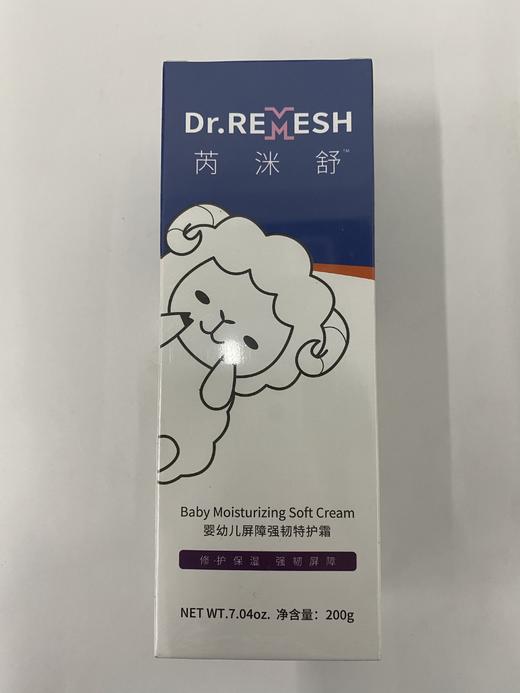 Dr.REMESH
芮洣舒™
Baby Moisturizing Soft Cream
婴幼儿屏障强韧特护霜
修护保湿 强韧屏障
NET WT.7.04oz. 净含量：200g